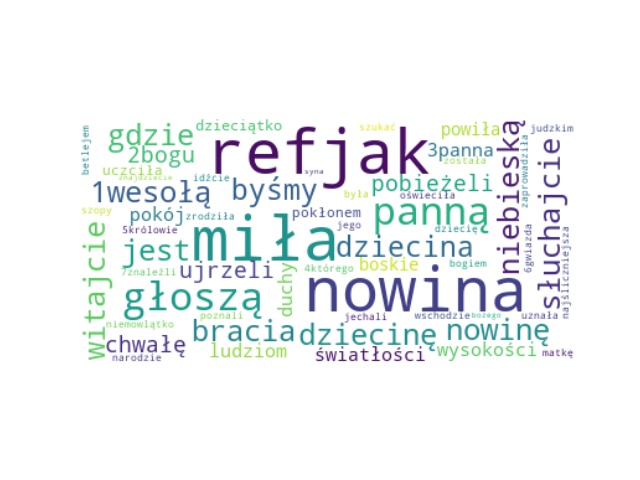 gdzie
dzieciątko
refjak
szukać
powiła
judzkim
betlejem
2bogu
uczciła
znajdziecie
idźcie
syna
3panna
została
niebieską
zaprowadziła
słuchajcie
1wesołą
byśmy
była
pobieżeli
oświeciła
szopy
pokój
zrodziła
miła
pokłonem
jego
panną
dziecię
5królowie
witajcie
jest
ujrzeli
dziecina
7znaleźli
duchy
4którego
boskie
bogiem
6gwiazda
najśliczniejsza
głoszą
nowina
niemowlątko
poznali
jechali
wschodzie
bożego
uznała
chwałę
bracia
dziecinę
nowinę
narodzie
ludziom
światłości
wysokości
matkę